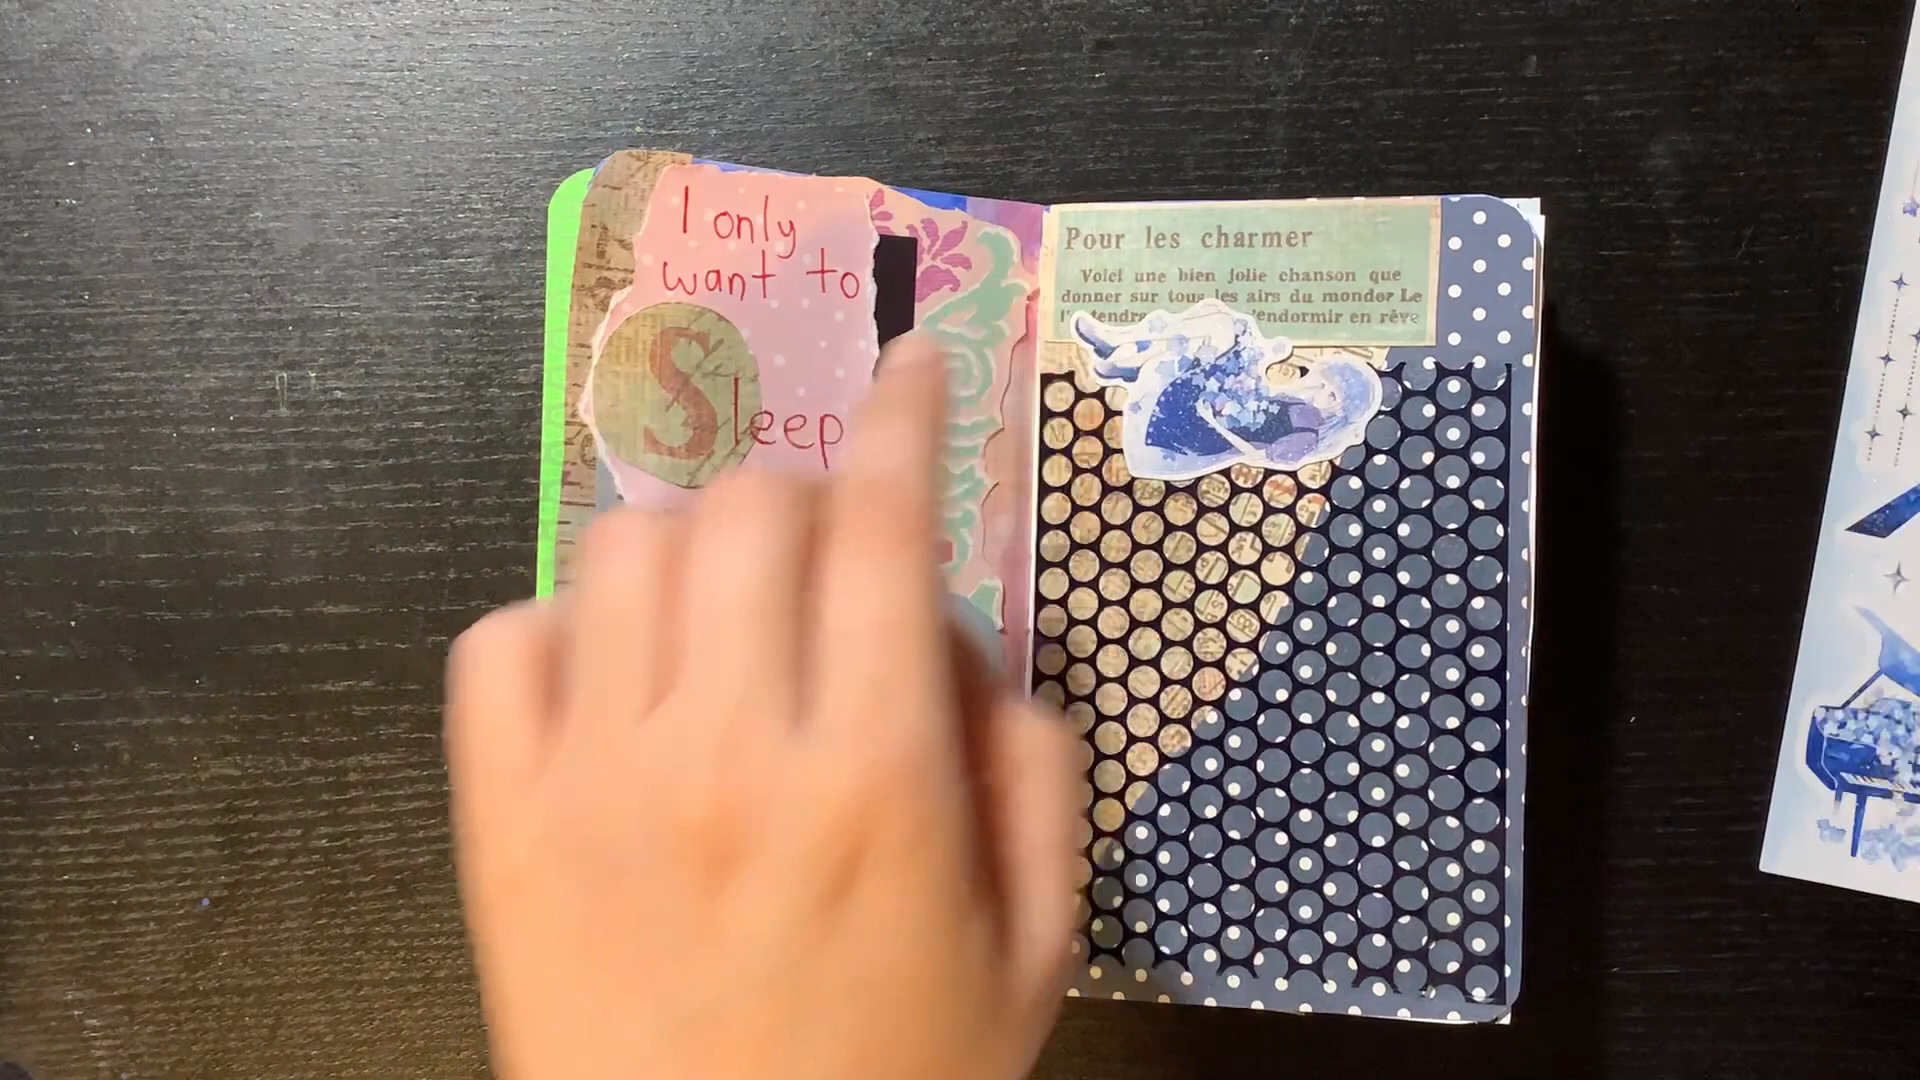 I only
want to
Sleep
Pour les charmer
Voici une bien jolie chanson que
donner sur tous les airs du monder Le
endormir en rêve